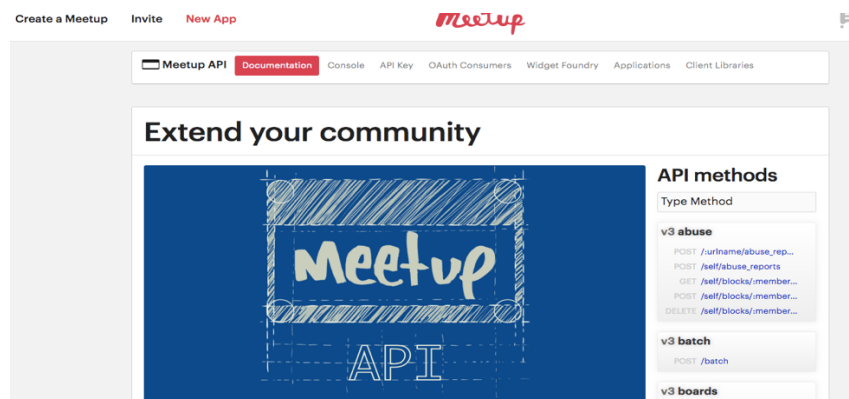 Create a Meetup Invite New App Meetup
Meetup API Documentation Console API Key OAuth Consumers Widget Foundry Applications Client Libraries
Extend your community
Meetup
API
API methods
Type Method
v3 abuse
POST /:urlname/abuse_rep...
POST /self/abuse_reports
GET /self/blocks/:member...
POST /self/blocks/:member...
DELETE /self/blocks/:member...
v3 batch
POST /batch
v3 boards